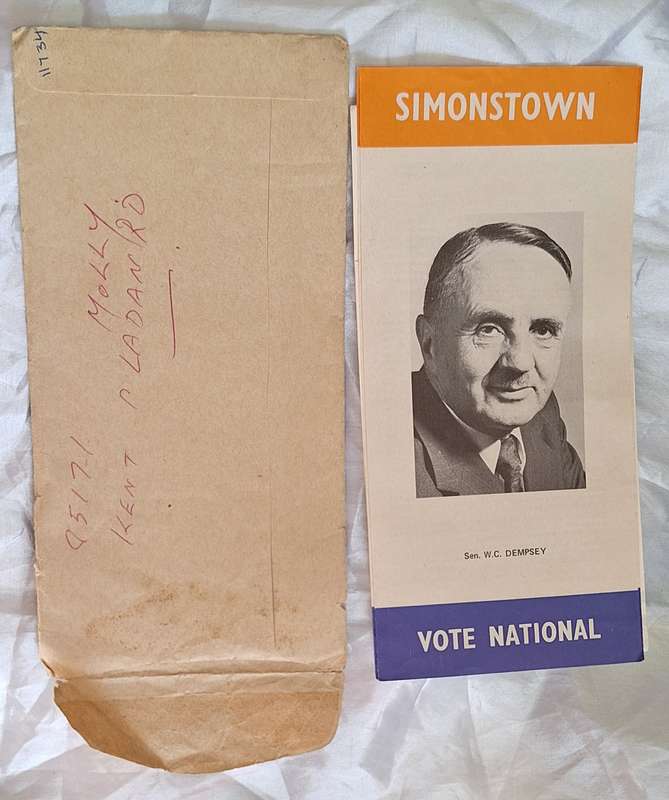 11734
95171
MOLLY
KENT LADAN RD
SIMONSTOWN
Sen. W.C. DEMPSEY
VOTE NATIONAL